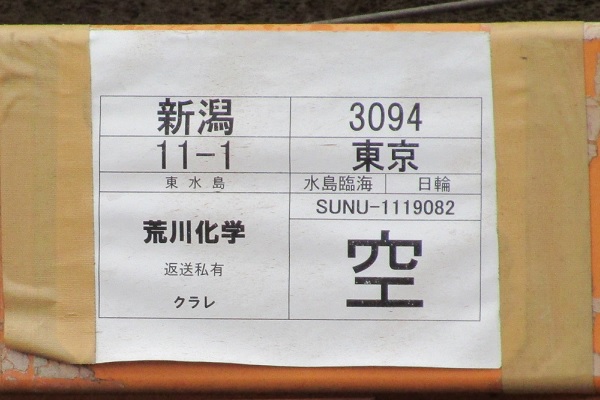 新潟 3094
11-1 東京
東水島 水島臨海 日輪
SUNU-1119082
荒川化学
返送私有
クラレ
空